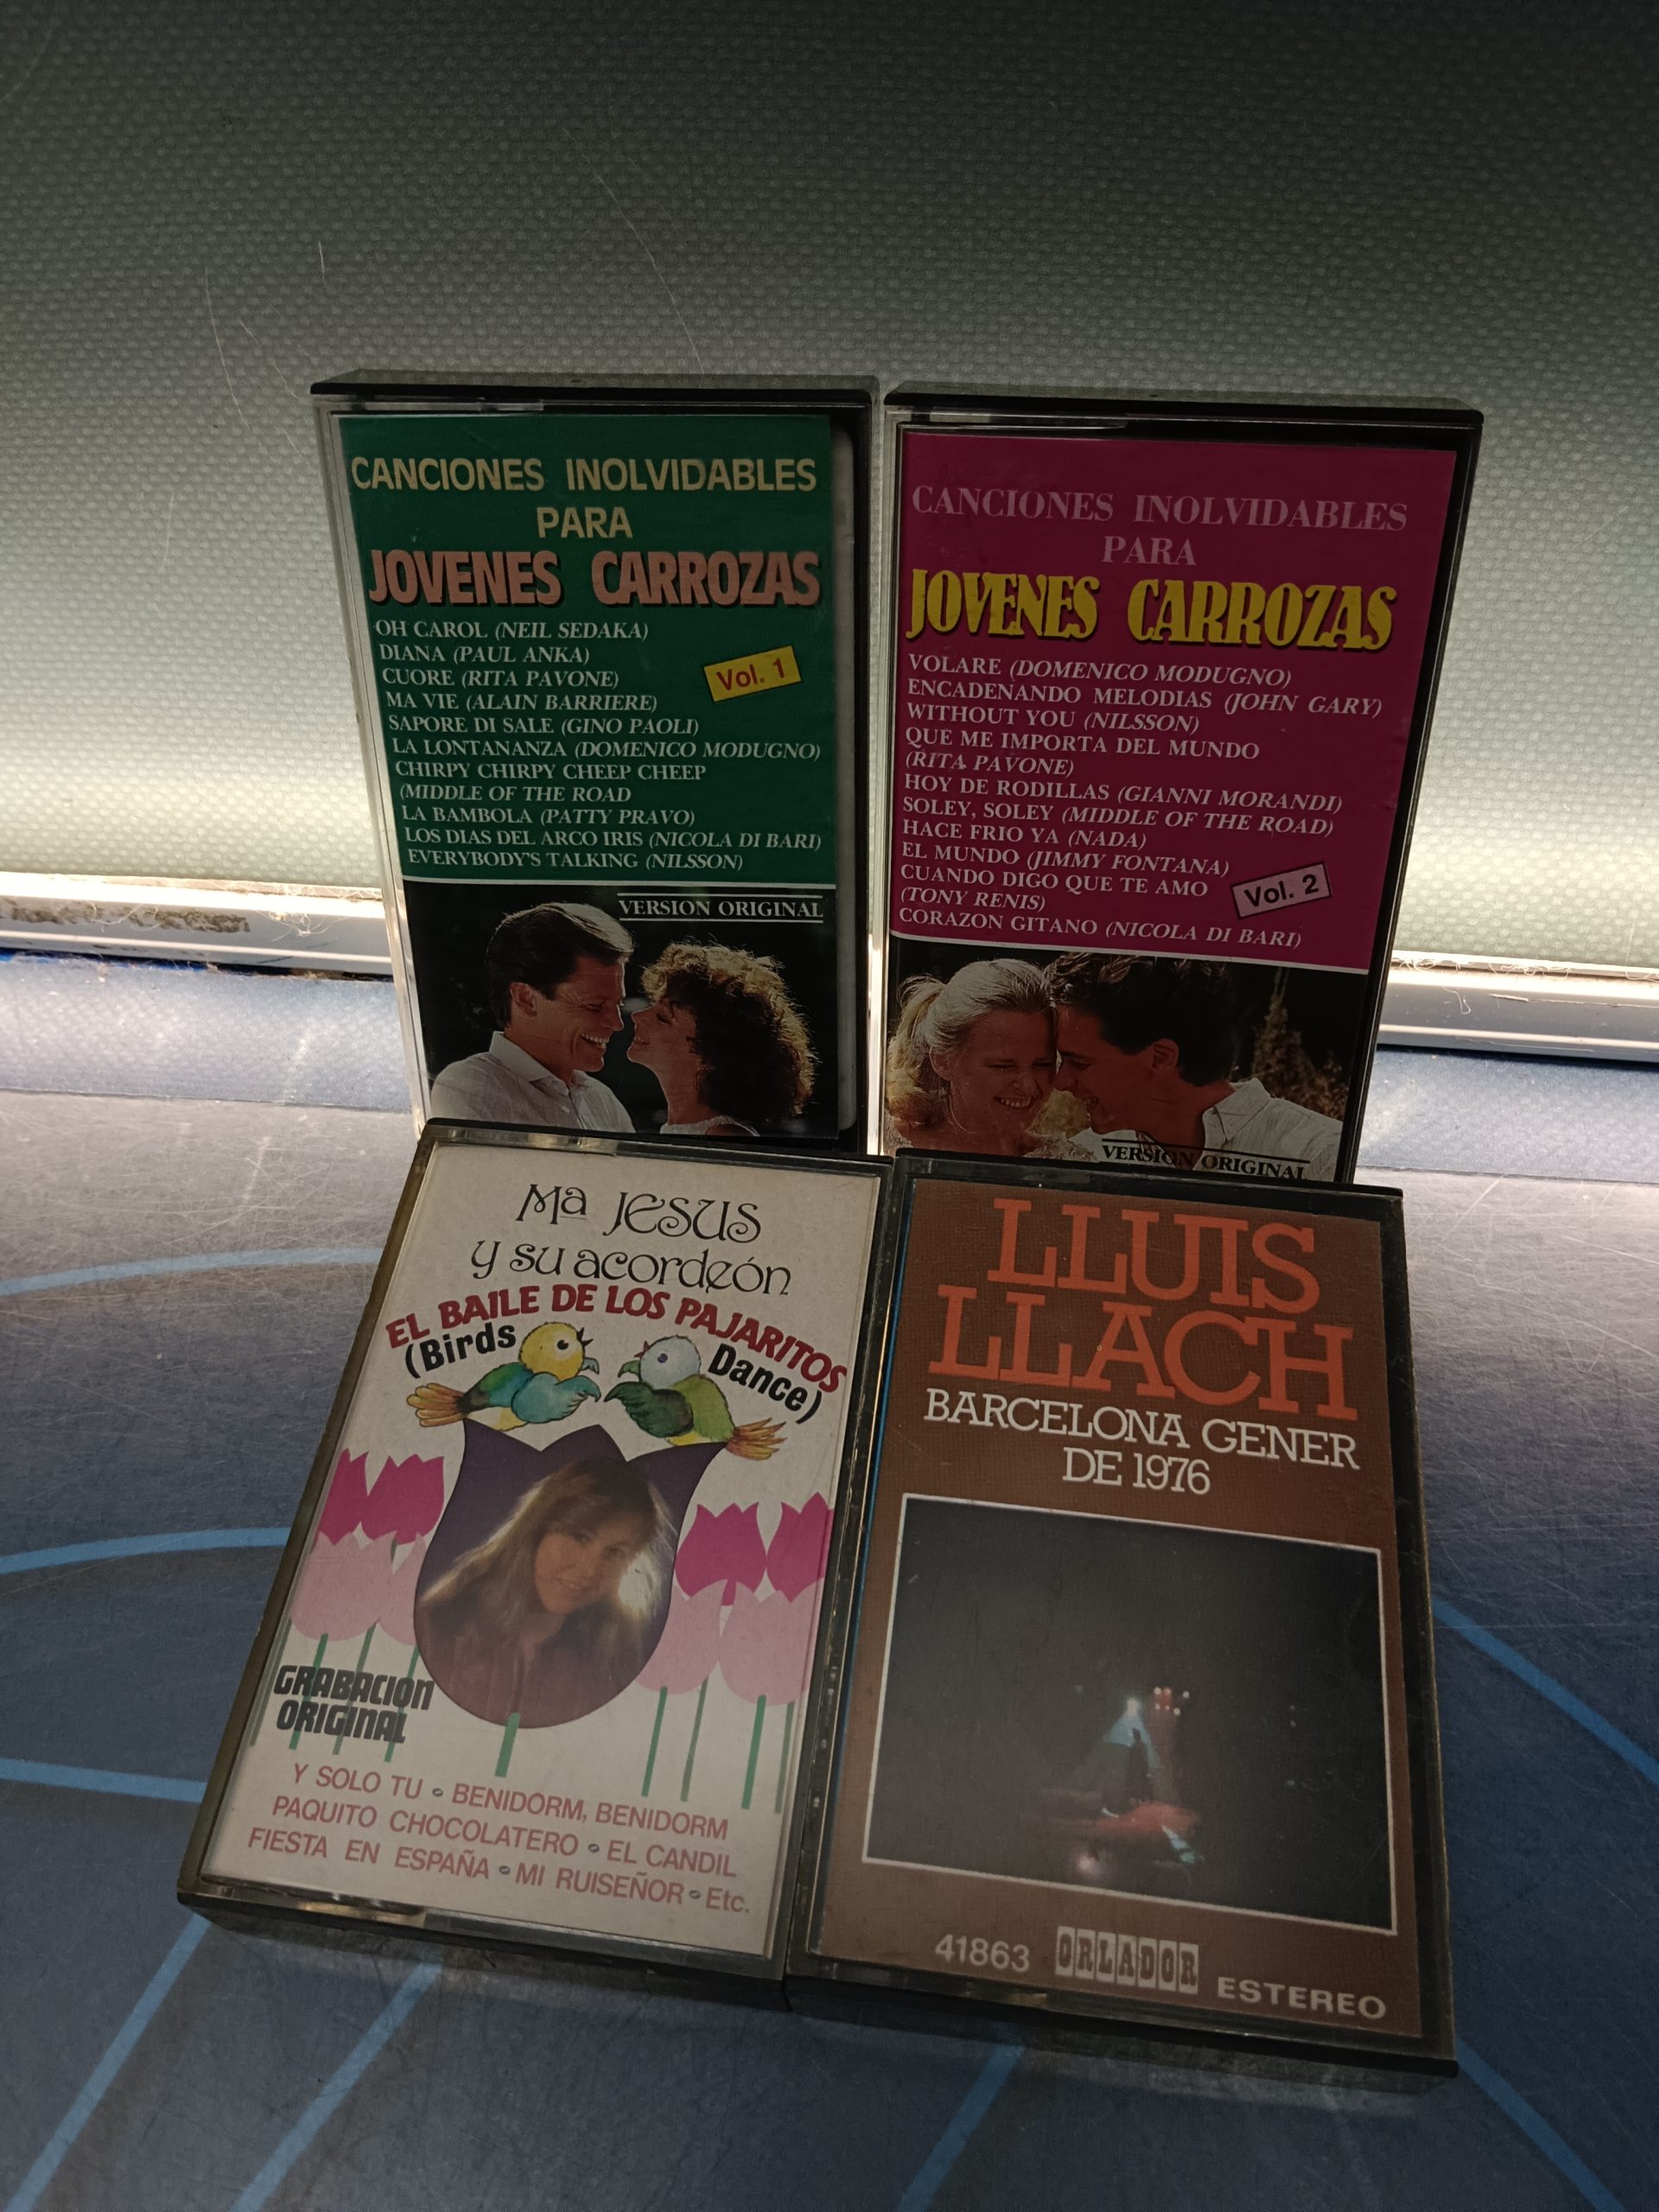 CANCIONES INOLVIDABLES
PARA
JOVENES CARROZAS
OH CAROL (NEIL SEDAKA)
DIANA (PAUL ANKA)
CUORE (RITA PAVONE)
MA VIE (ALAIN BARRIERE)
SAPORE DI SALE (GINO PAOLI)
LA LONTANANZA (DOMENICO MODUGNO)
CHIRPY CHIRPY CHEEP CHEEP
(MIDDLE OF THE ROAD
LA BAMBOLA (PATTY PRAVO)
LOS DIAS DEL ARCO IRIS (NICOLA DI BARI)
EVERYBODY'S TALKING (NILSSON)
Vol. 1
VERSION ORIGINAL
CANCIONES INOLVIDABLES
PARA
JOVENES CARROZAS
VOLARE (DOMENICO MODUGNO)
ENCADENANDO MELODIAS (JOHN GARY)
WITHOUT YOU (NILSSON)
QUE ME IMPORTA DEL MUNDO
(RITA PAVONE)
HOY DE RODILLAS (GIANNI MORANDI)
SOLEY, SOLEY (MIDDLE OF THE ROAD)
HACE FRIO YA (NADA)
EL MUNDO (JIMMY FONTANA)
CUANDO DIGO QUE TE AMO
(TONY RENIS)
CORAZON GITANO (NICOLA DI BARI)
Vol. 2
VERSION ORIGINAL
Mª JESUS
y su acordeón
EL BAILE DE LOS PAJARITOS
(Birds Dance)
GRABACION
ORIGINAL
Y SOLO TU • BENIDORM, BENIDORM
PAQUITO CHOCOLATERO • EL CANDIL
FIESTA EN ESPAÑA • MI RUISEÑOR • Etc.
LLUIS
LLACH
BARCELONA GENER
DE 1976
41863 ORLADOR ESTEREO